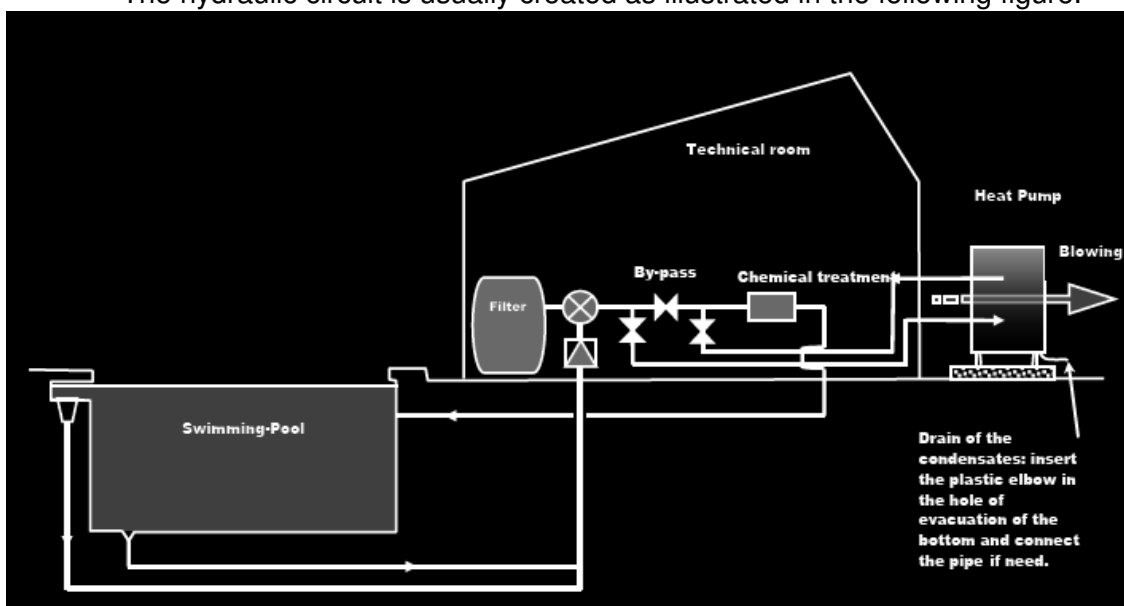 The hydraulic circuit is usually created as illustrated in the following figure.
Technical room
Heat Pump
Blowing
By-pass
Chemical treatment
Filter
Swimming-Pool
Drain of the
condensates: insert
the plastic elbow in
the hole of
evacuation of the
bottom and connect
the pipe if need.